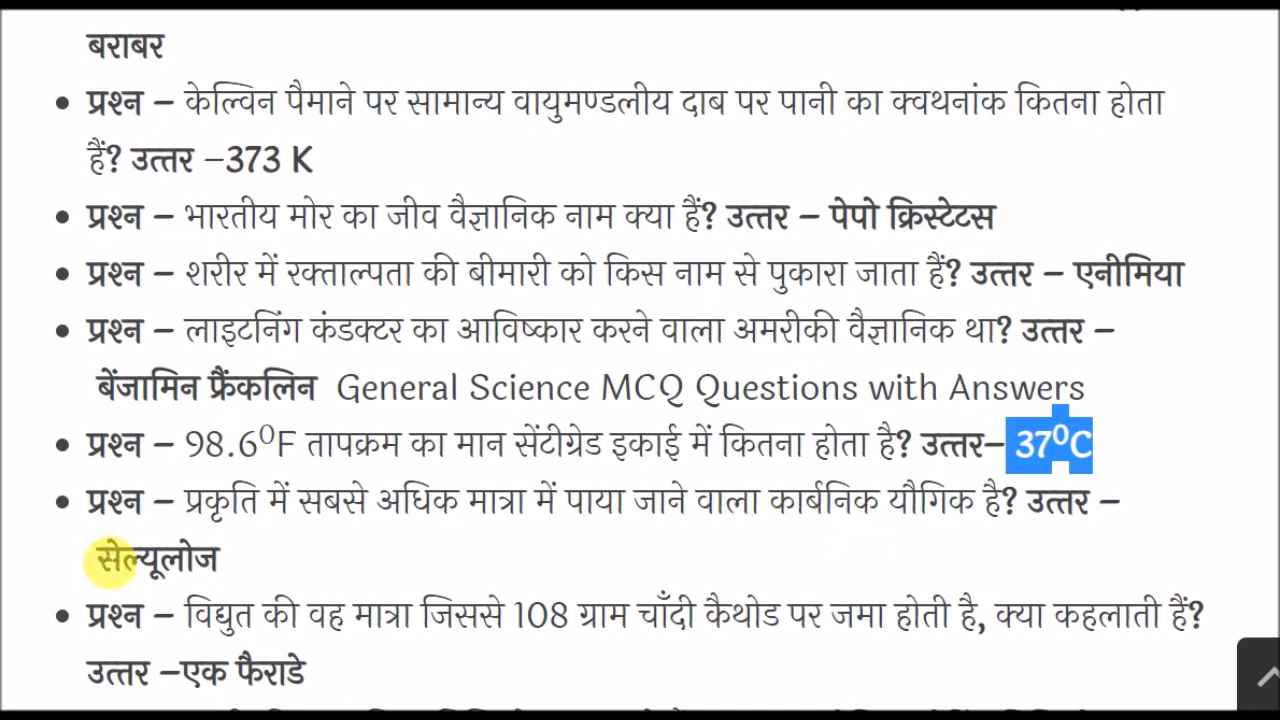 बराबर
• प्रश्न – केल्विन पैमाने पर सामान्य वायुमण्डलीय दाब पर पानी का क्वथनांक कितना होता
हैं? उत्तर –373 K
• प्रश्न – भारतीय मोर का जीव वैज्ञानिक नाम क्या हैं? उत्तर – पेपो क्रिस्टेटस
• प्रश्न – शरीर में रक्ताल्पता की बीमारी को किस नाम से पुकारा जाता हैं? उत्तर – एनीमिया
• प्रश्न – लाइटनिंग कंडक्टर का आविष्कार करने वाला अमरीकी वैज्ञानिक था? उत्तर –
बेंजामिन फ्रैंकलिन General Science MCQ Questions with Answers
• प्रश्न – 98.6⁰F तापक्रम का मान सेंटीग्रेड इकाई में कितना होता है? उत्तर– 37⁰C
• प्रश्न – प्रकृति में सबसे अधिक मात्रा में पाया जाने वाला कार्बनिक यौगिक है? उत्तर –
सेल्यूलोज
• प्रश्न – विद्युत की वह मात्रा जिससे 108 ग्राम चाँदी कैथोड पर जमा होती है, क्या कहलाती हैं?
उत्तर –एक फैराडे